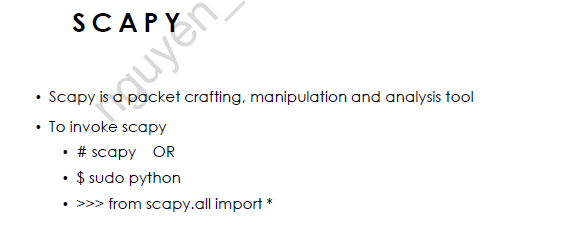 SCAPY
nguyen_
• Scapy is a packet crafting, manipulation and analysis tool
• To invoke scapy
• # scapy OR
• $ sudo python
• >>> from scapy.all import *